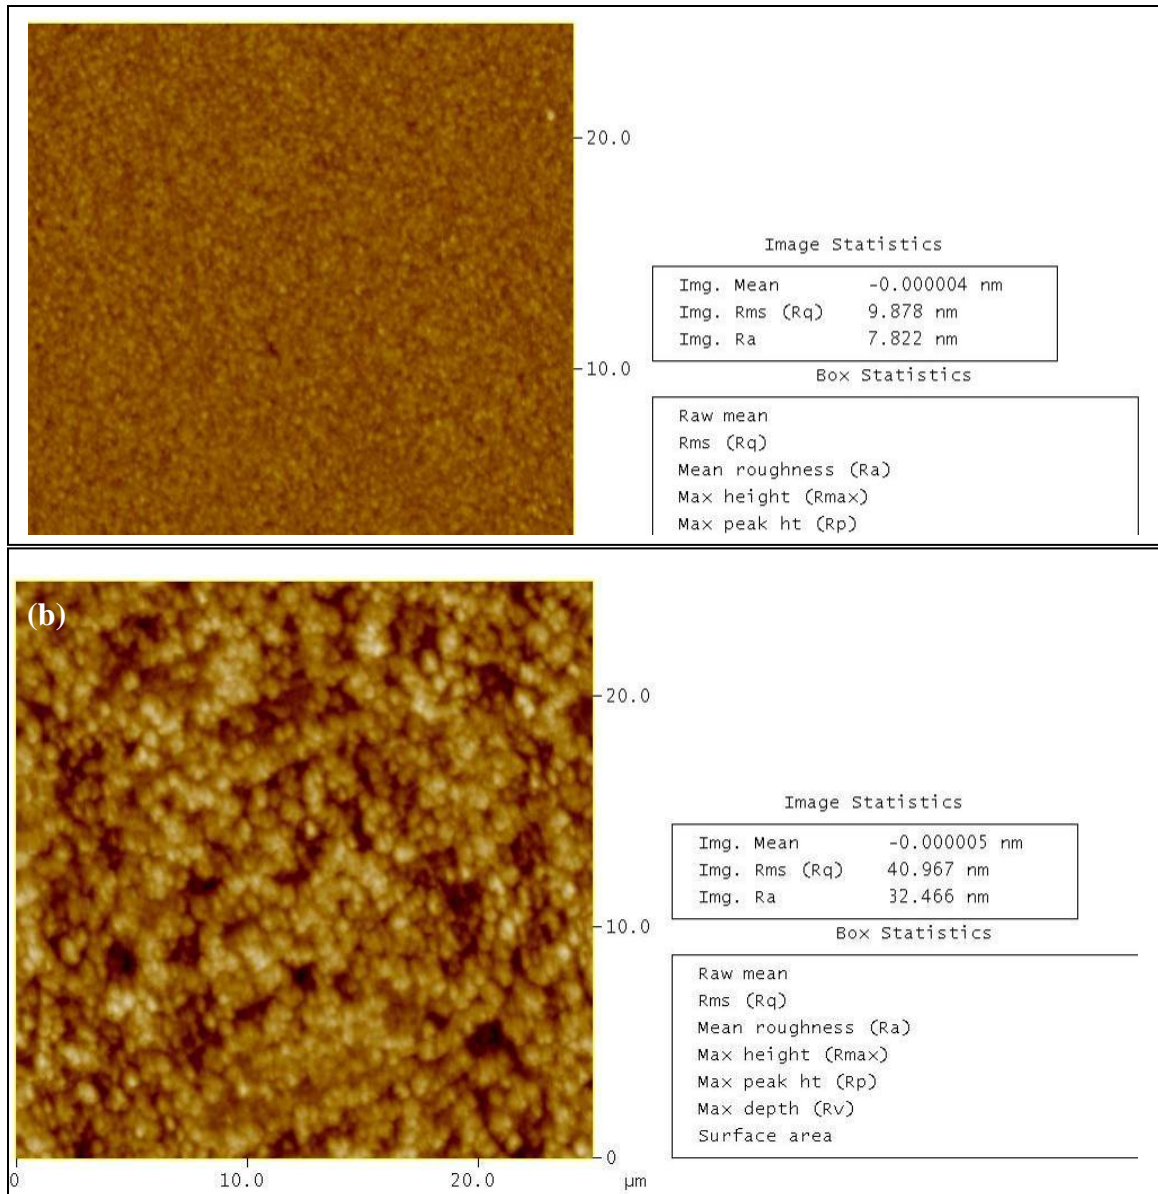 20.0
Image Statistics
Img. Mean -0.000004 nm
Img. Rms (Rq) 9.878 nm
Img. Ra 7.822 nm
10.0
Box Statistics
Raw mean
Rms (Rq)
Mean roughness (Ra)
Max height (Rmax)
Max peak ht (Rp)
(b)
20.0
Image Statistics
Img. Mean -0.000005 nm
Img. Rms (Rq) 40.967 nm
Img. Ra 32.466 nm
10.0
Box Statistics
Raw mean
Rms (Rq)
Mean roughness (Ra)
Max height (Rmax)
Max peak ht (Rp)
Max depth (Rv)
Surface area
0
0 10.0 20.0 µm